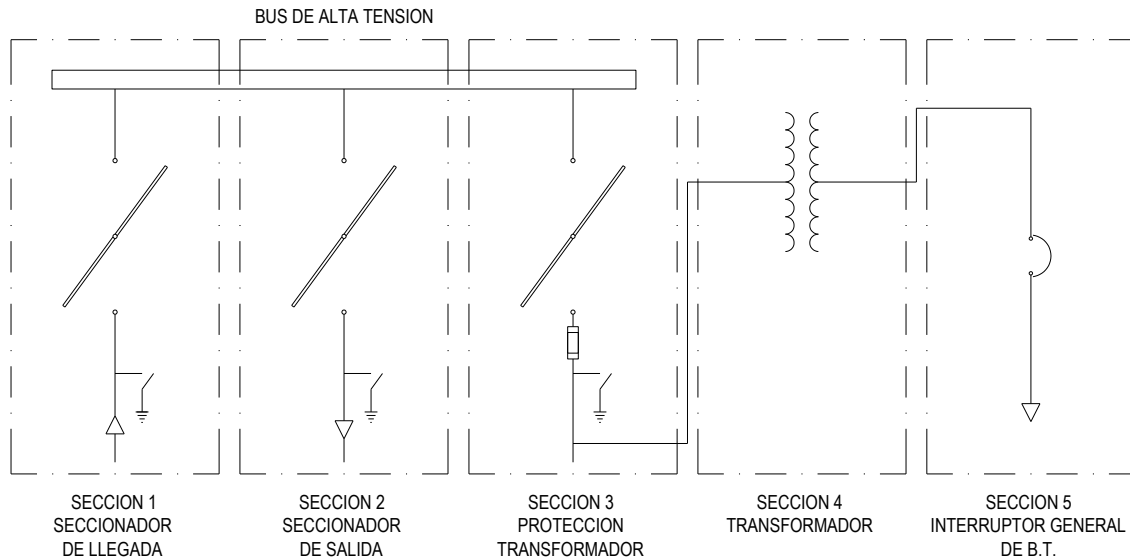 BUS DE ALTA TENSION
SECCION 1
SECCIONADOR
DE LLEGADA
SECCION 2
SECCIONADOR
DE SALIDA
SECCION 3
PROTECCION
TRANSFORMADOR
SECCION 4
TRANSFORMADOR
SECCION 5
INTERRUPTOR GENERAL
DE B.T.